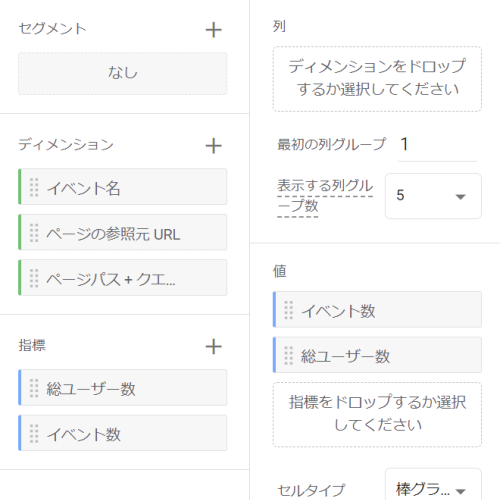 セグメント
なし
ディメンション
イベント名
ページの参照元 URL
ページパス + クエ...
指標
総ユーザー数
イベント数
列
ディメンションをドロップ
するか選択してください
最初の列グループ 1
表示する列グル
ープ数
5
値
イベント数
総ユーザー数
指標をドロップするか選択
してください
セルタイプ 棒グラ...